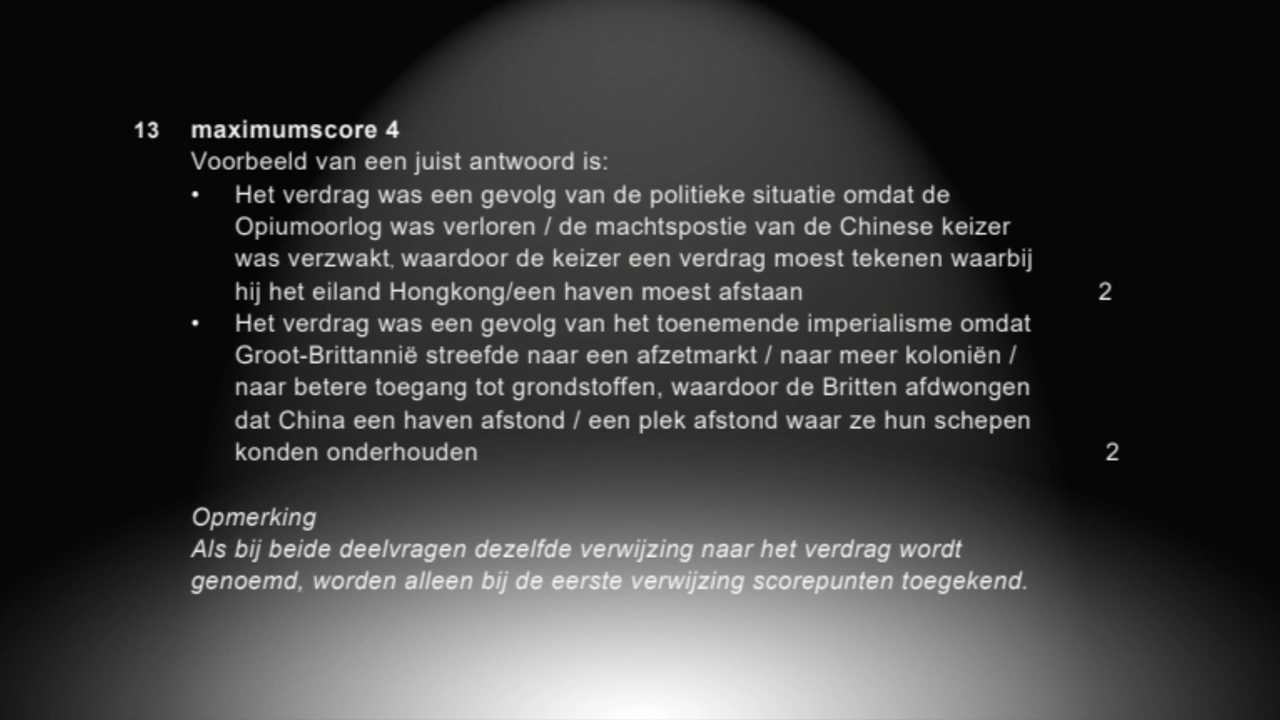 13 maximumscore 4
Voorbeeld van een juist antwoord is:
• Het verdrag was een gevolg van de politieke situatie omdat de
Opiumoorlog was verloren / de machtspostie van de Chinese keizer
was verzwakt, waardoor de keizer een verdrag moest tekenen waarbij
hij het eiland Hongkong/een haven moest afstaan 2
• Het verdrag was een gevolg van het toenemende imperialisme omdat
Groot-Brittannië streefde naar een afzetmarkt / naar meer koloniën /
naar betere toegang tot grondstoffen, waardoor de Britten afdwongen
dat China een haven afstond / een plek afstond waar ze hun schepen
konden onderhouden 2
Opmerking
Als bij beide deelvragen dezelfde verwijzing naar het verdrag wordt
genoemd, worden alleen bij de eerste verwijzing scorepunten toegekend.